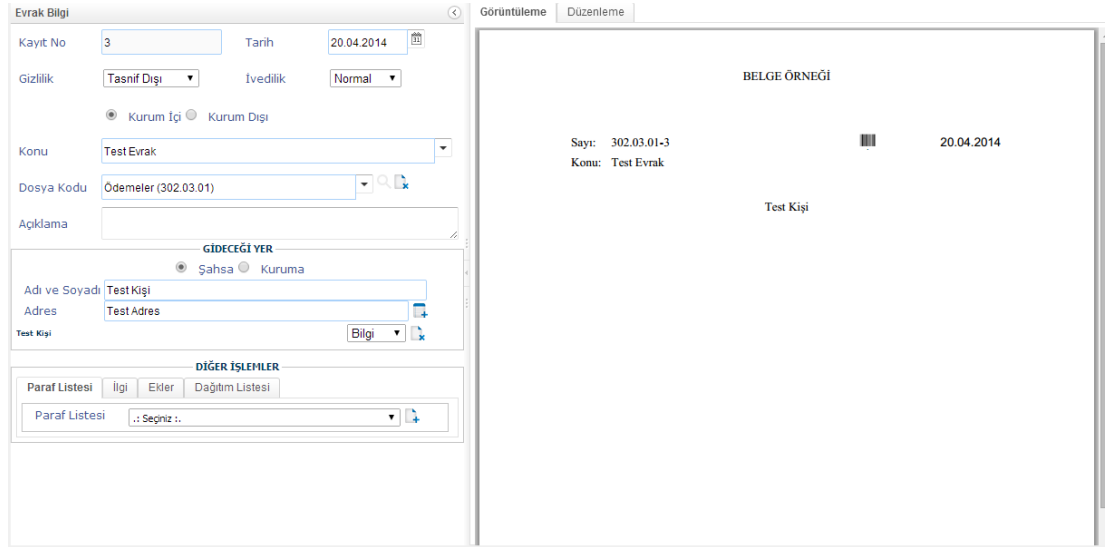 Evrak Bilgi
Kayıt No 3 Tarih 20.04.2014
Gizlilik Tasnif Dışı İvedilik Normal
Kurum İçi Kurum Dışı
Konu Test Evrak
Dosya Kodu Ödemeler (302.03.01)
Açıklama
GİDECEĞİ YER
Şahsa Kuruma
Adı ve Soyadı Test Kişi
Adres Test Adres
Test Kişi Bilgi
DİĞER İŞLEMLER
Paraf Listesi İlgi Ekler Dağıtım Listesi
Paraf Listesi .: Seçiniz :.
Görüntüleme Düzenleme
BELGE ÖRNEĞİ
Sayı: 302.03.01-3 20.04.2014
Konu: Test Evrak
Test Kişi